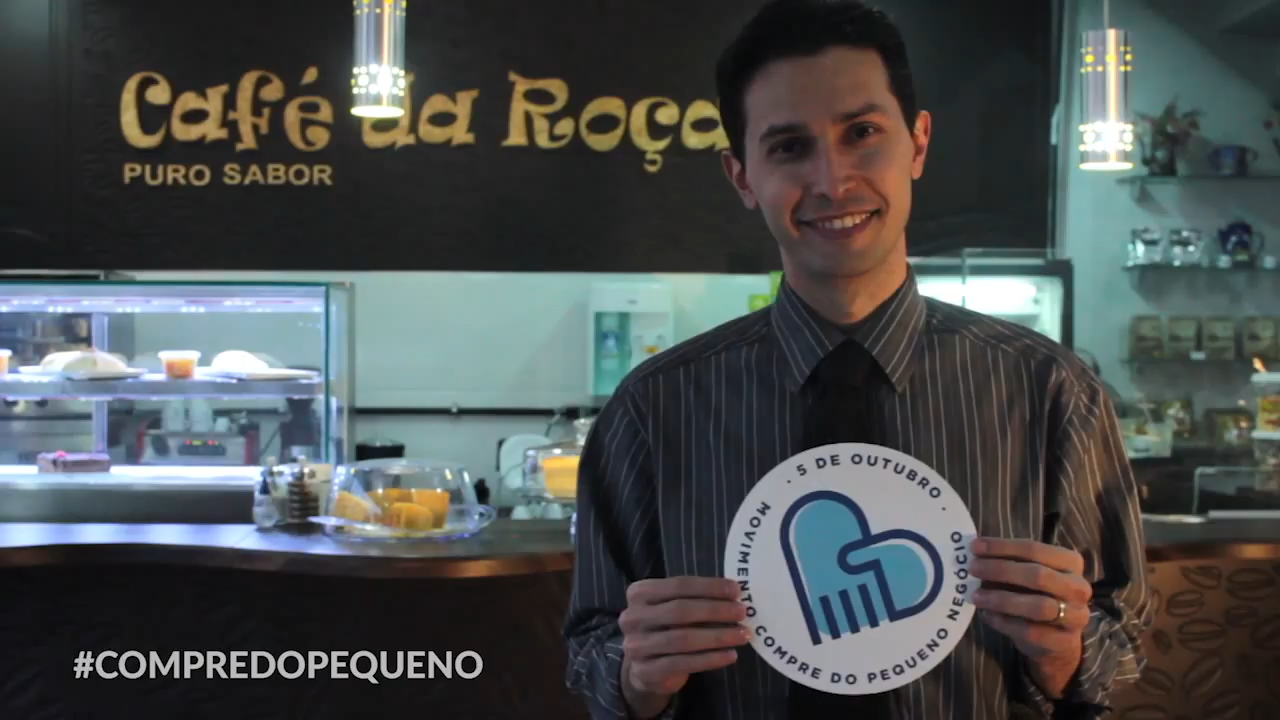 Café da Roça
PURO SABOR
· 5 DE OUTUBRO ·
MOVIMENTO COMPRE DO PEQUENO NEGÓCIO
#COMPREDOPEQUENO